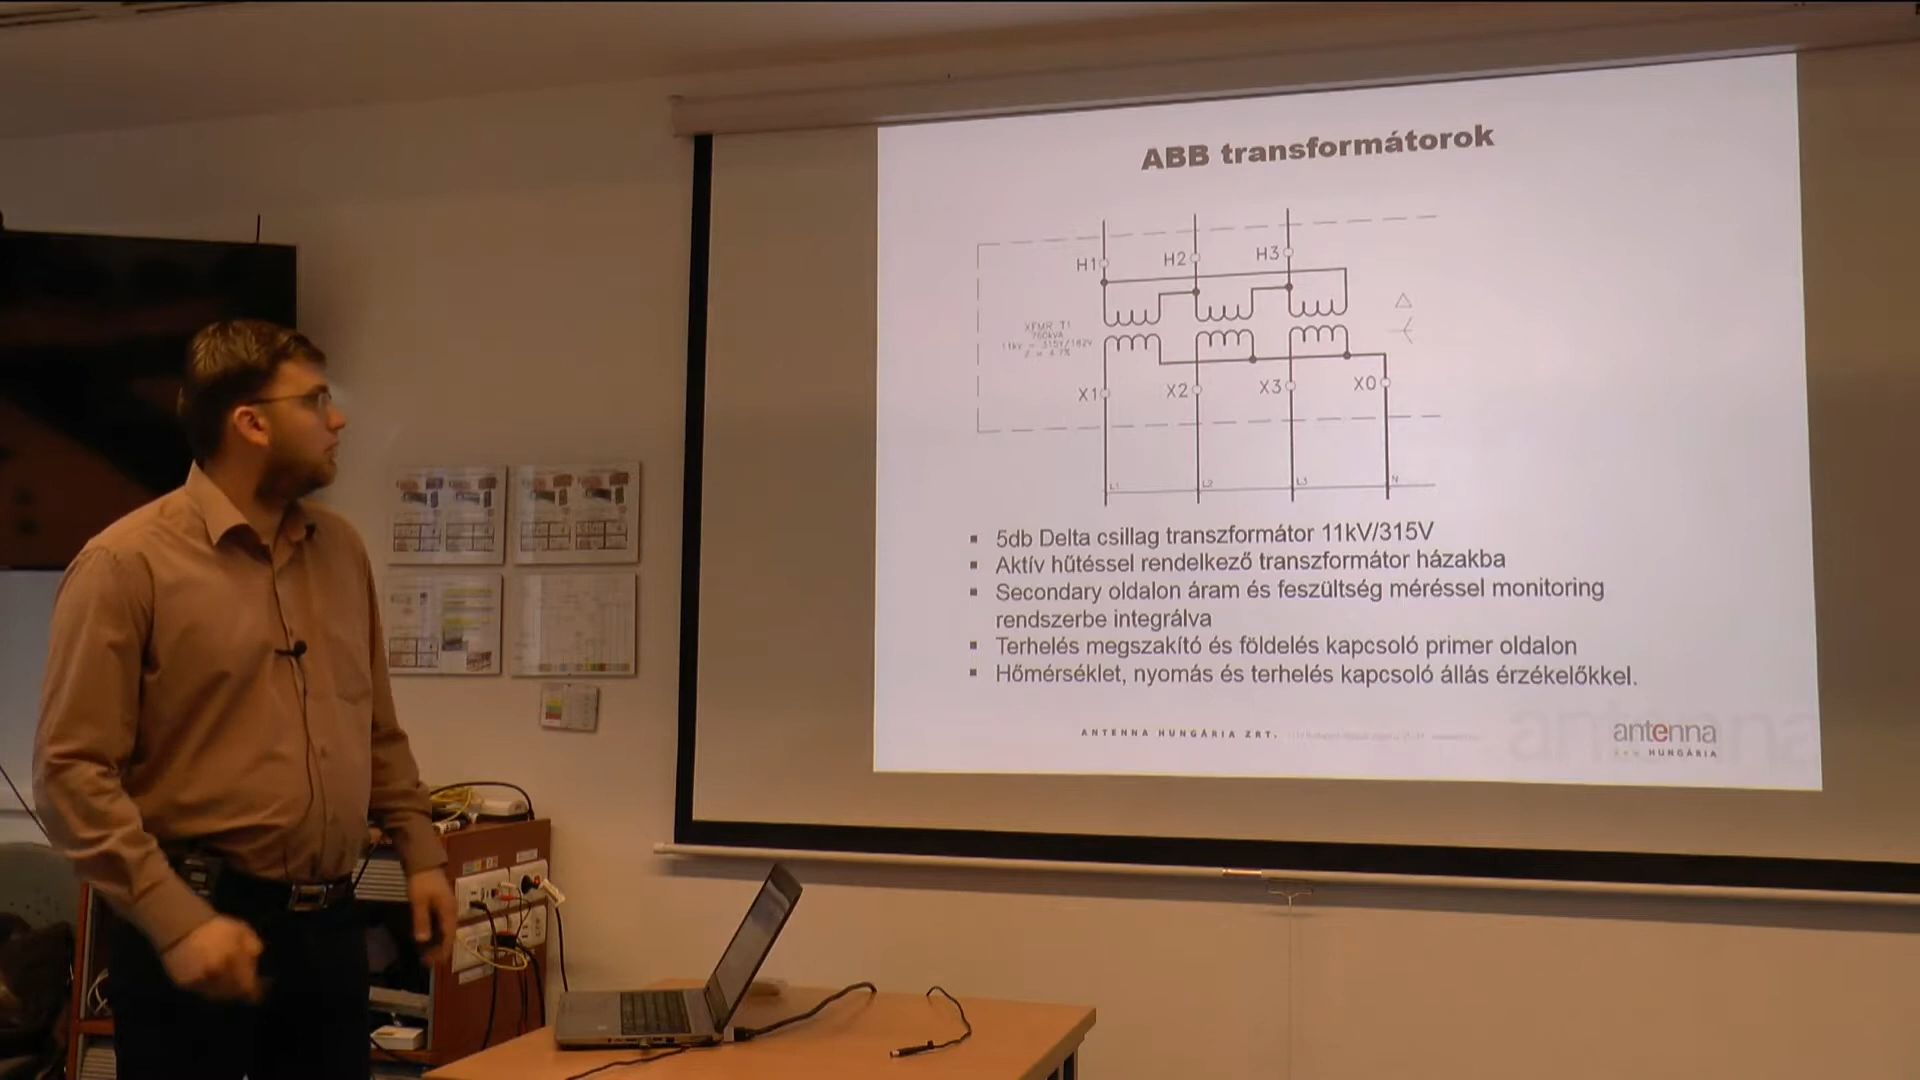 ABB transformátorok
H1
H2
H3
XFMR T1
X1
X2
X3
X0
L1
L2
L3
N
5db Delta csillag transzformátor 11kV/315V
Aktív hűtéssel rendelkező transzformátor házakba
Secondary oldalon áram és feszültség méréssel monitoring
rendszerbe integrálva
Terhelés megszakító és földelés kapcsoló primer oldalon
Hőmérséklet, nyomás és terhelés kapcsoló állás érzékelőkkel.
ANTENNA HUNGÁRIA ZRT.
antenna
HUNGÁRIA